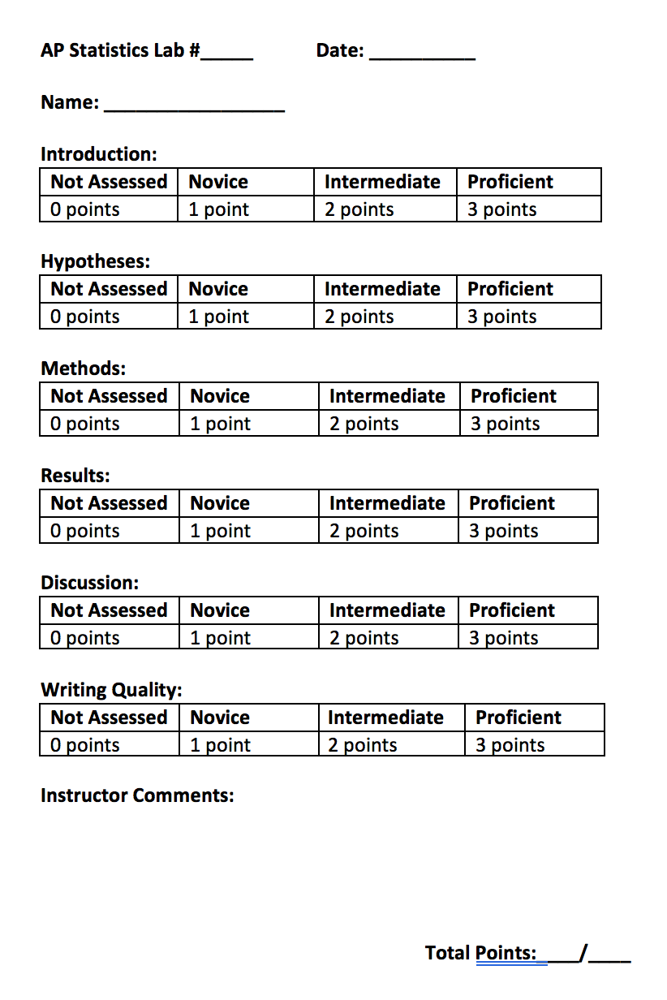 AP Statistics Lab #_____ Date: __________
Name: _________________
Introduction:
Not Assessed Novice Intermediate Proficient
0 points 1 point 2 points 3 points
Hypotheses:
Not Assessed Novice Intermediate Proficient
0 points 1 point 2 points 3 points
Methods:
Not Assessed Novice Intermediate Proficient
0 points 1 point 2 points 3 points
Results:
Not Assessed Novice Intermediate Proficient
0 points 1 point 2 points 3 points
Discussion:
Not Assessed Novice Intermediate Proficient
0 points 1 point 2 points 3 points
Writing Quality:
Not Assessed Novice Intermediate Proficient
0 points 1 point 2 points 3 points
Instructor Comments:
Total Points:____/____